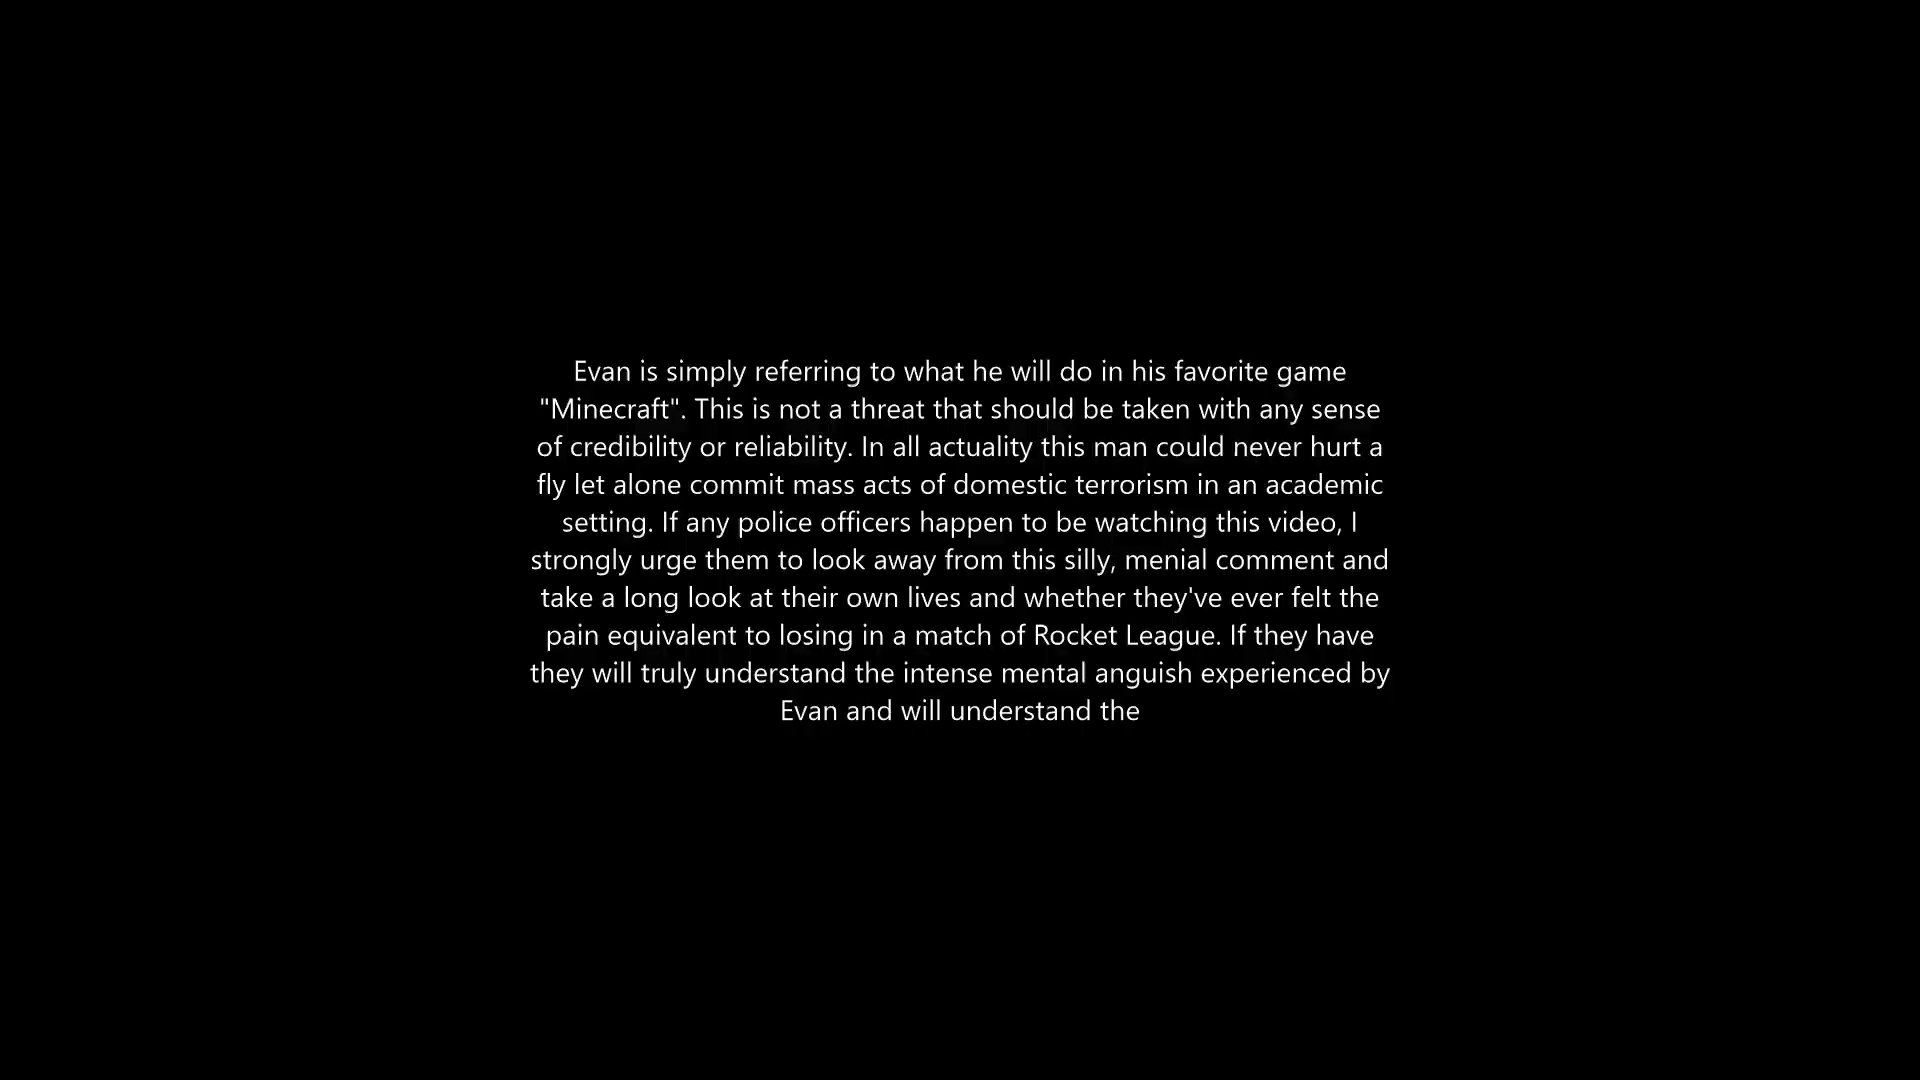 Evan is simply referring to what he will do in his favorite game
"Minecraft". This is not a threat that should be taken with any sense
of credibility or reliability. In all actuality this man could never hurt a
fly let alone commit mass acts of domestic terrorism in an academic
setting. If any police officers happen to be watching this video, I
strongly urge them to look away from this silly, menial comment and
take a long look at their own lives and whether they've ever felt the
pain equivalent to losing in a match of Rocket League. If they have
they will truly understand the intense mental anguish experienced by
Evan and will understand the